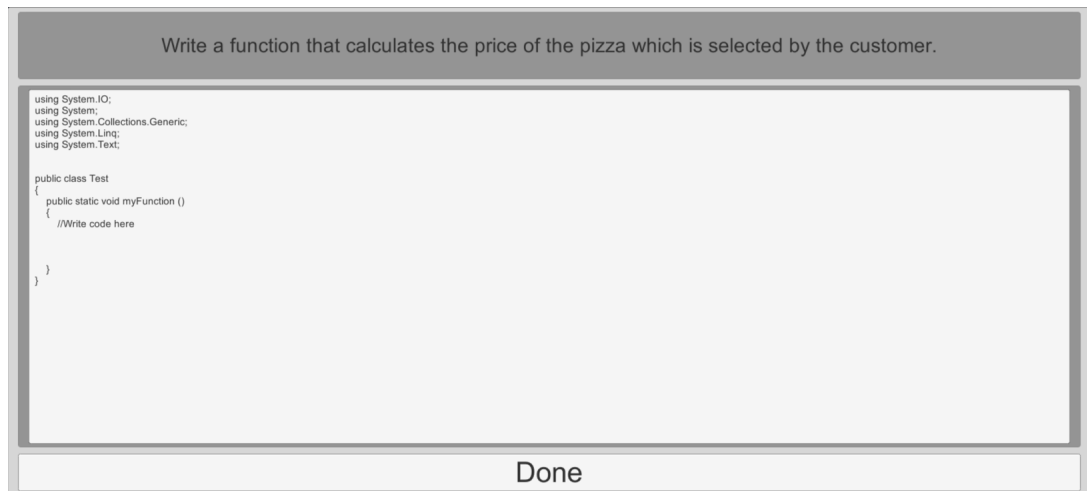 Write a function that calculates the price of the pizza which is selected by the customer.
using System.IO;
using System;
using System.Collections.Generic;
using System.Linq;
using System.Text;
public class Test
{
public static void myFunction ()
{
//Write code here
}
}
Done